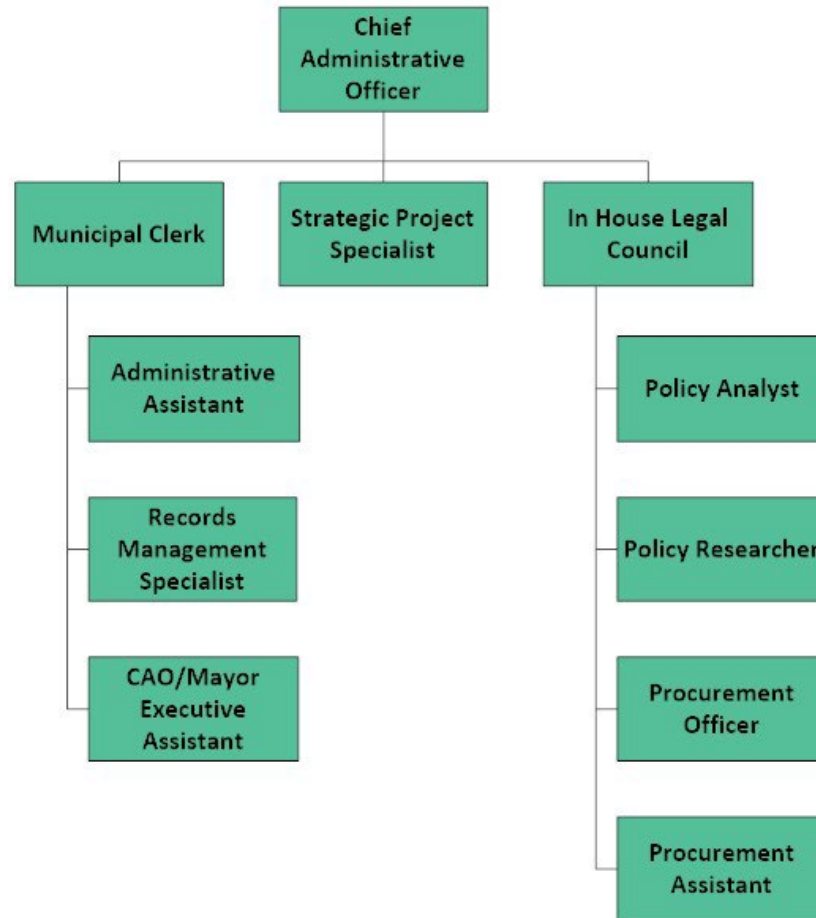 Chief
Administrative
Officer
Municipal Clerk
Strategic Project
Specialist
In House Legal
Council
Administrative
Assistant
Records
Management
Specialist
CAO/Mayor
Executive
Assistant
Policy Analyst
Policy Researcher
Procurement
Officer
Procurement
Assistant